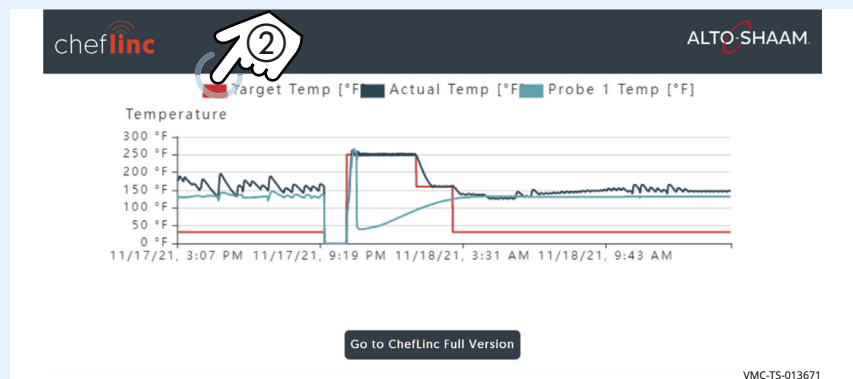 cheflinc
②
ALTO-SHAAM.
Target Temp [°F] Actual Temp [°F] Probe 1 Temp [°F]
Temperature
300 °F
250 °F
200 °F
150 °F
100 °F
50 °F
0 °F
11/17/21, 3:07 PM 11/17/21, 9:19 PM 11/18/21, 3:31 AM 11/18/21, 9:43 AM
Go to ChefLinc Full Version
VMC-TS-013671